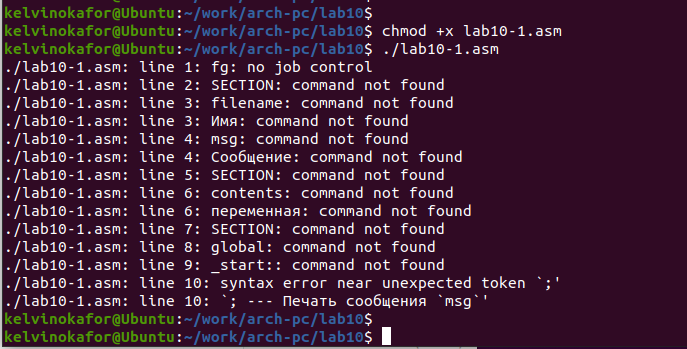 kelvinokafor@Ubuntu:~/work/arch-pc/lab10$
kelvinokafor@Ubuntu:~/work/arch-pc/lab10$ chmod +x lab10-1.asm
kelvinokafor@Ubuntu:~/work/arch-pc/lab10$ ./lab10-1.asm
./lab10-1.asm: line 1: fg: no job control
./lab10-1.asm: line 2: SECTION: command not found
./lab10-1.asm: line 3: filename: command not found
./lab10-1.asm: line 3: Имя: command not found
./lab10-1.asm: line 4: msg: command not found
./lab10-1.asm: line 4: Сообщение: command not found
./lab10-1.asm: line 5: SECTION: command not found
./lab10-1.asm: line 6: contents: command not found
./lab10-1.asm: line 6: переменная: command not found
./lab10-1.asm: line 7: SECTION: command not found
./lab10-1.asm: line 8: global: command not found
./lab10-1.asm: line 9: _start:: command not found
./lab10-1.asm: line 10: syntax error near unexpected token `;'
./lab10-1.asm: line 10: `; --- Печать сообщения `msg`'
kelvinokafor@Ubuntu:~/work/arch-pc/lab10$
kelvinokafor@Ubuntu:~/work/arch-pc/lab10$